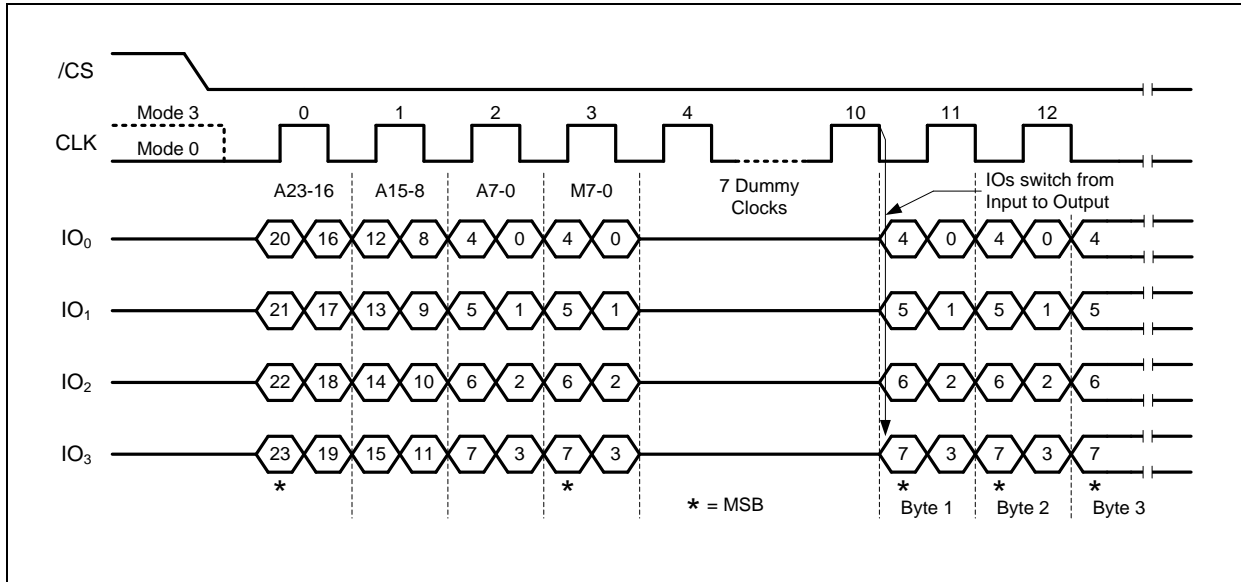 /CS
Mode 3 0 1 2 3 4 10 11 12
CLK
Mode 0
A23-16 A15-8 A7-0 M7-0 7 Dummy
Clocks
IOs switch from
Input to Output
IO0 20 16 12 8 4 0 4 0 4 0 4 0 4
IO1 21 17 13 9 5 1 5 1 5 1 5 1 5
IO2 22 18 14 10 6 2 6 2 6 2 6 2 6
IO3 23 19 15 11 7 3 7 3 7 3 7 3 7
* * * * *
* = MSB Byte 1 Byte 2 Byte 3